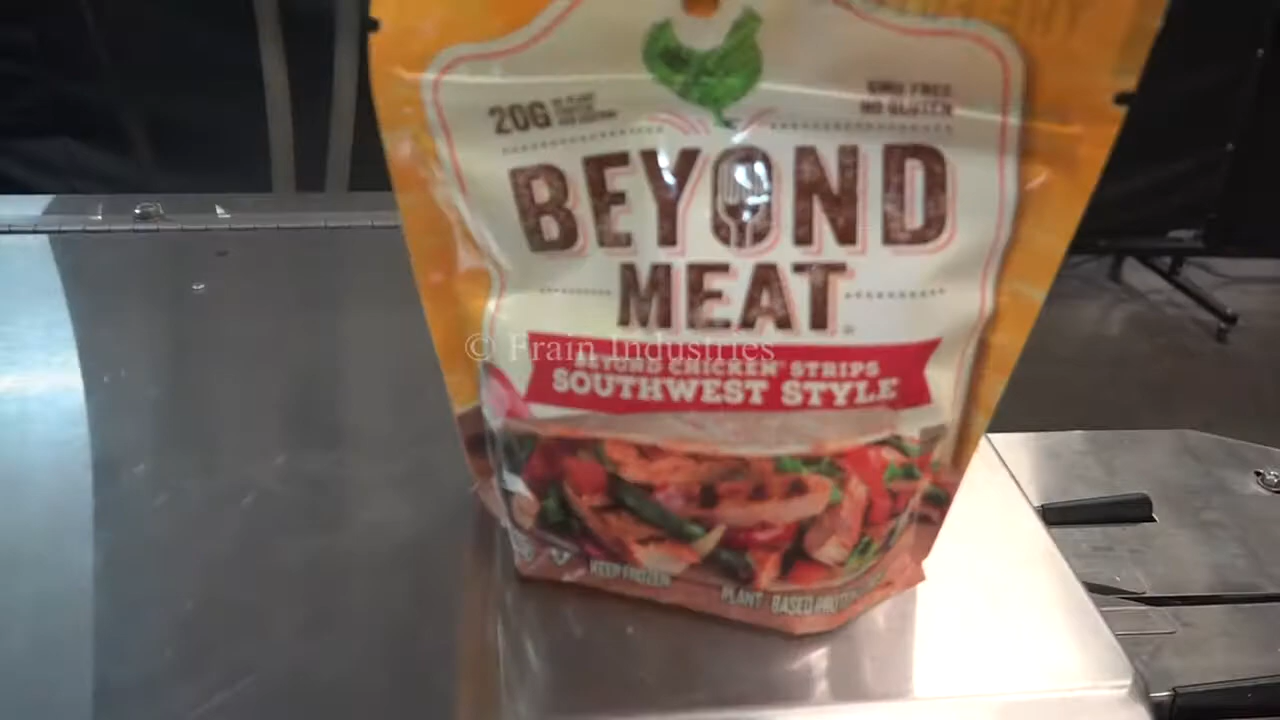 20G
GMO FREE
NO GLUTEN
BEYOND
MEAT
© Frain Industries
BEYOND CHICKEN STRIPS
SOUTHWEST STYLE
KEEP FROZEN
PLANT-BASED